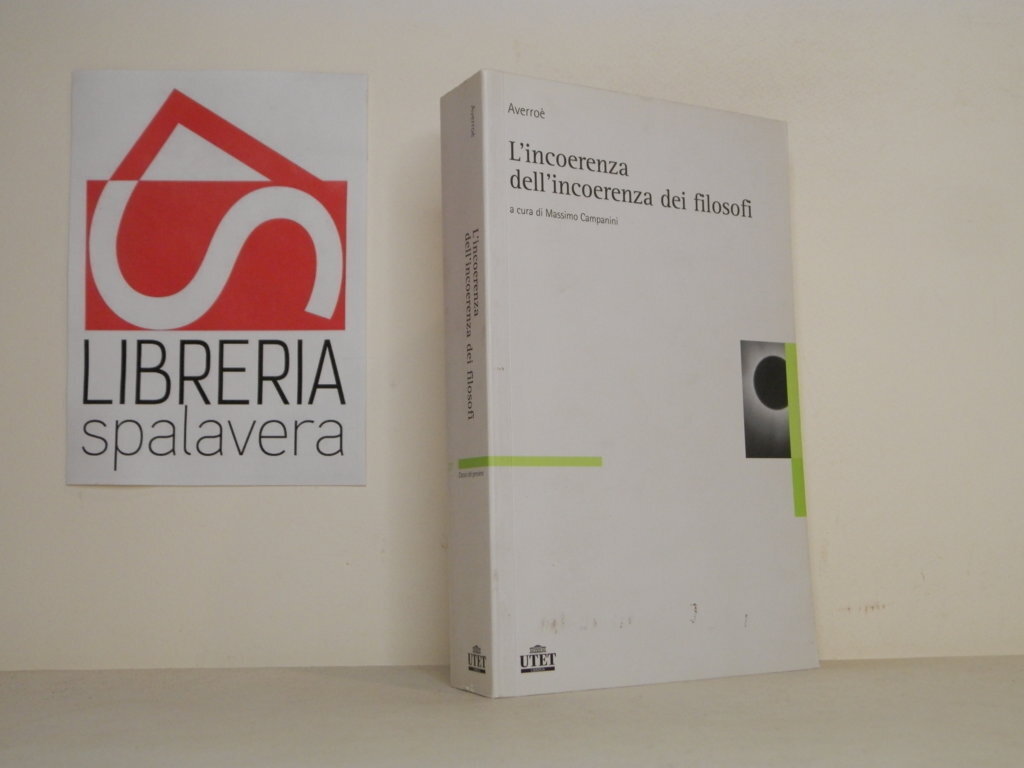 LIBRERIA
spalavera
Averroè
L'incoerenza
dell'incoerenza dei filosofi
UTET
Averroè
L'incoerenza
dell'incoerenza dei filosofi
a cura di Massimo Campanini
UTET